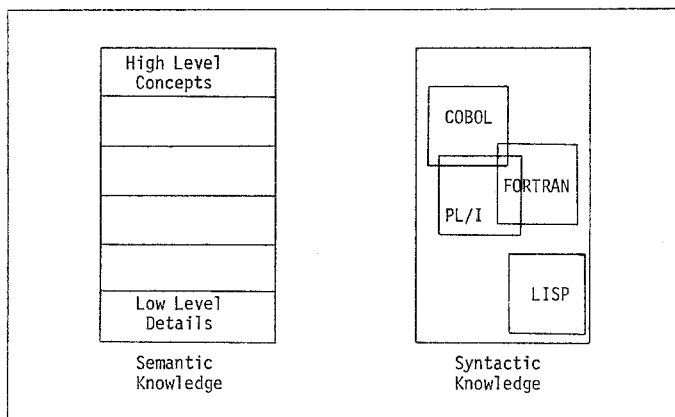 High Level
Concepts
Low Level
Details
Semantic
Knowledge
COBOL
FORTRAN
PL/I
LISP
Syntactic
Knowledge